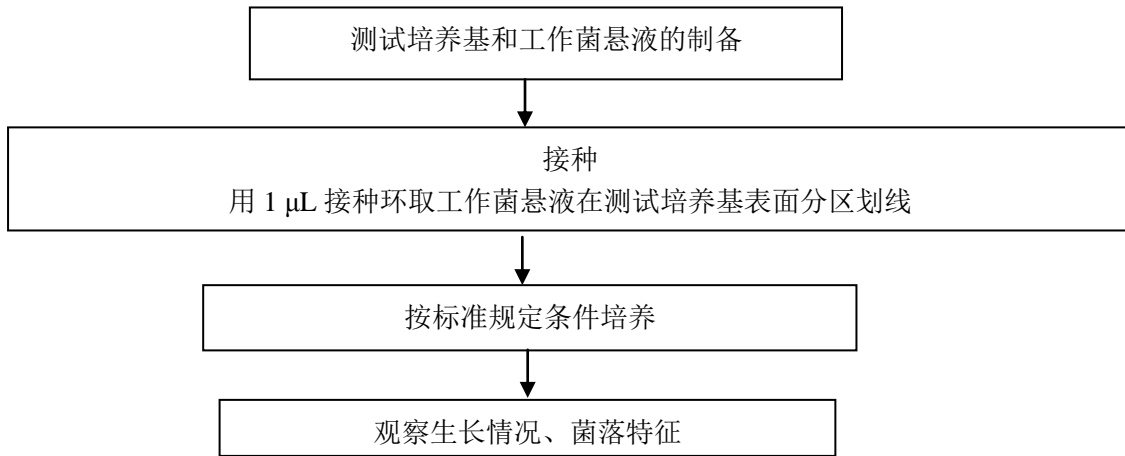 测试培养基和工作菌悬液的制备
接种
用 1 μL 接种环取工作菌悬液在测试培养基表面分区划线
按标准规定条件培养
观察生长情况、菌落特征